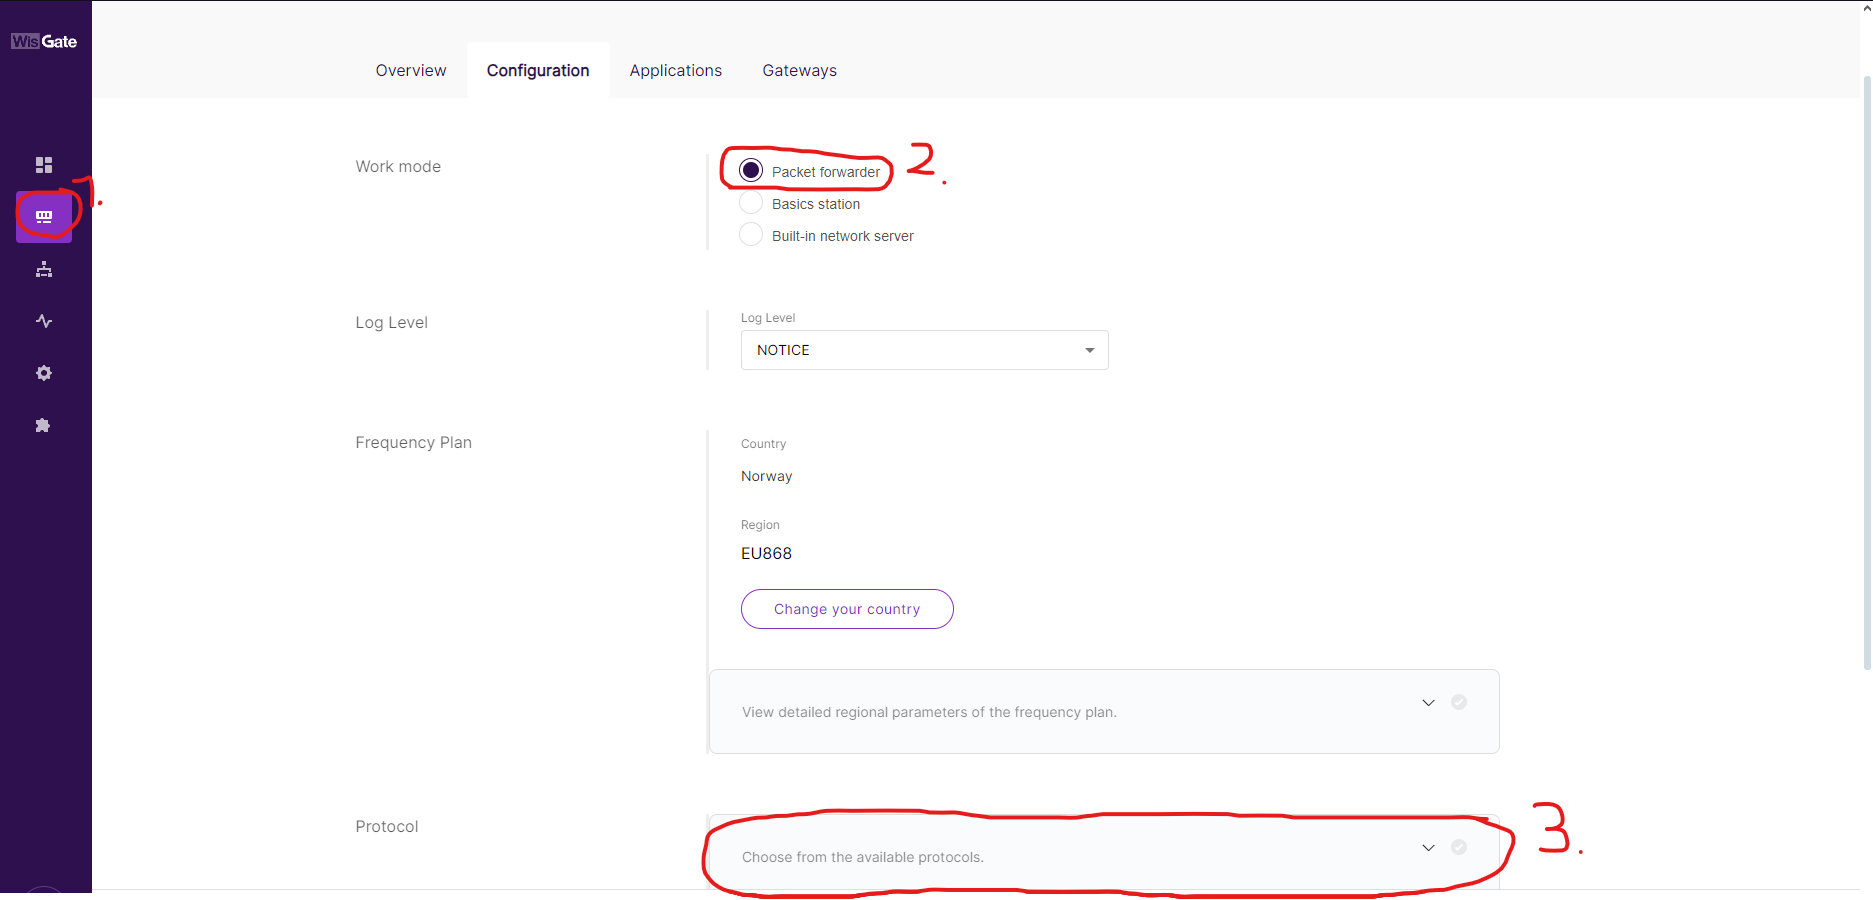 WisGate
Overview
Configuration
Applications
Gateways
1.
Work mode
Packet forwarder
2.
Basics station
Built-in network server
Log Level
Log Level
NOTICE
Frequency Plan
Country
Norway
Region
EU868
Change your country
View detailed regional parameters of the frequency plan.
Protocol
Choose from the available protocols.
3.